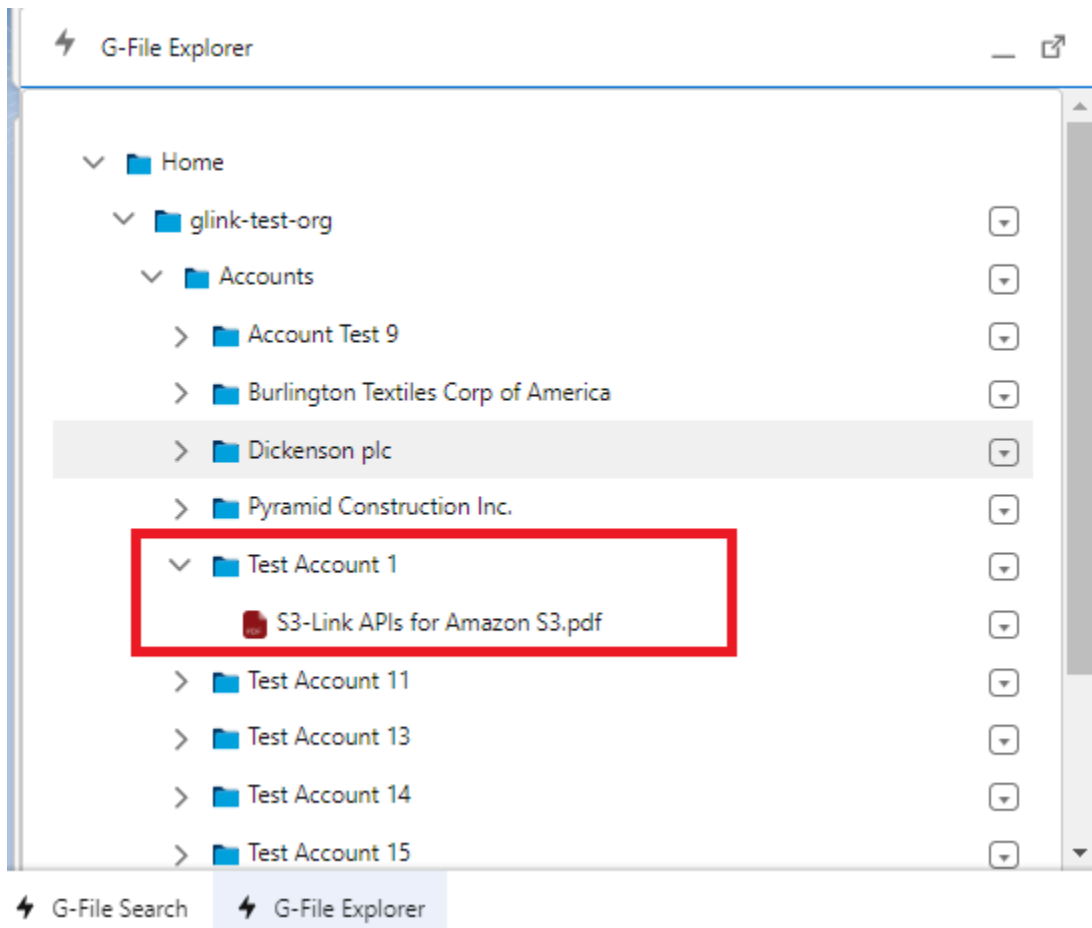 G-File Explorer
Home
glink-test-org
Accounts
Account Test 9
Burlington Textiles Corp of America
Dickenson plc
Pyramid Construction Inc.
Test Account 1
S3-Link APIs for Amazon S3.pdf
Test Account 11
Test Account 13
Test Account 14
Test Account 15
G-File Search G-File Explorer